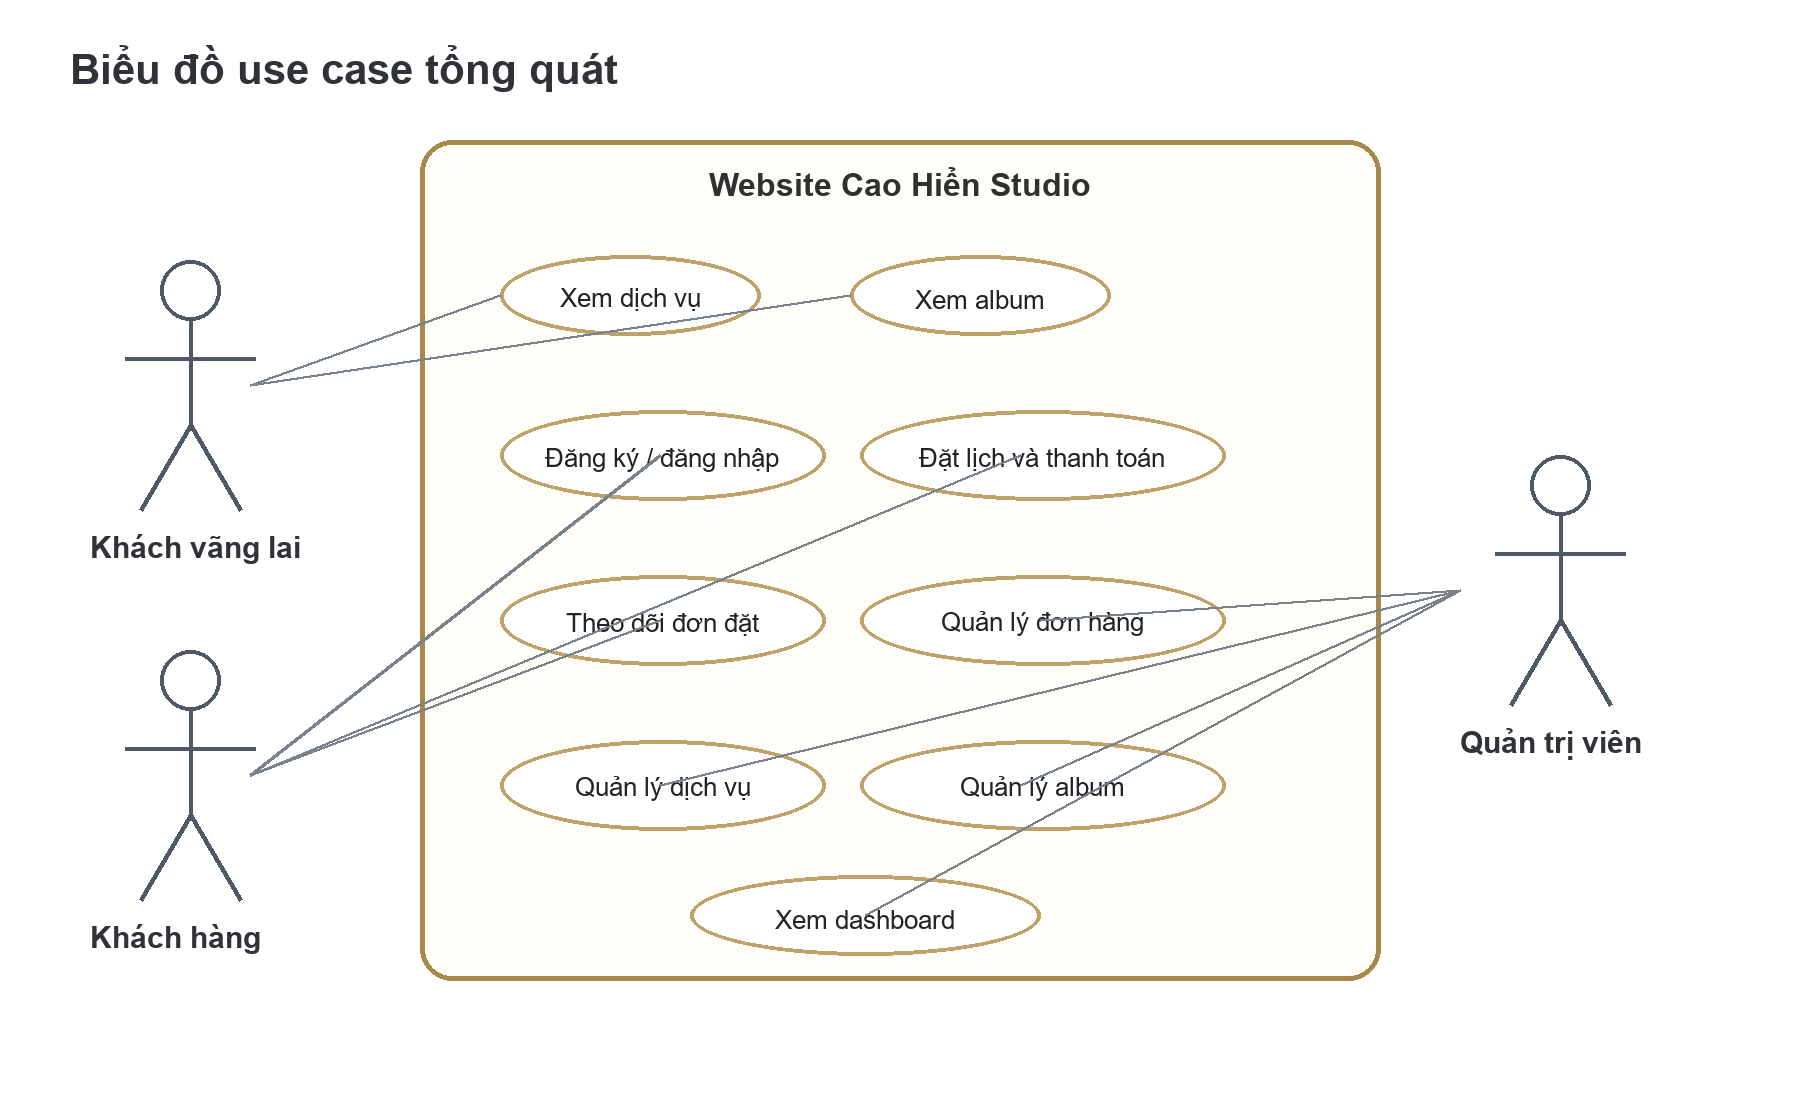 Biểu đồ use case tổng quát
Website Cao Hiển Studio
Xem dịch vụ
Xem album
Đăng ký / đăng nhập
Đặt lịch và thanh toán
Khách vãng lai
Theo dõi đơn đặt
Quản lý đơn hàng
Quản trị viên
Quản lý dịch vụ
Quản lý album
Xem dashboard
Khách hàng